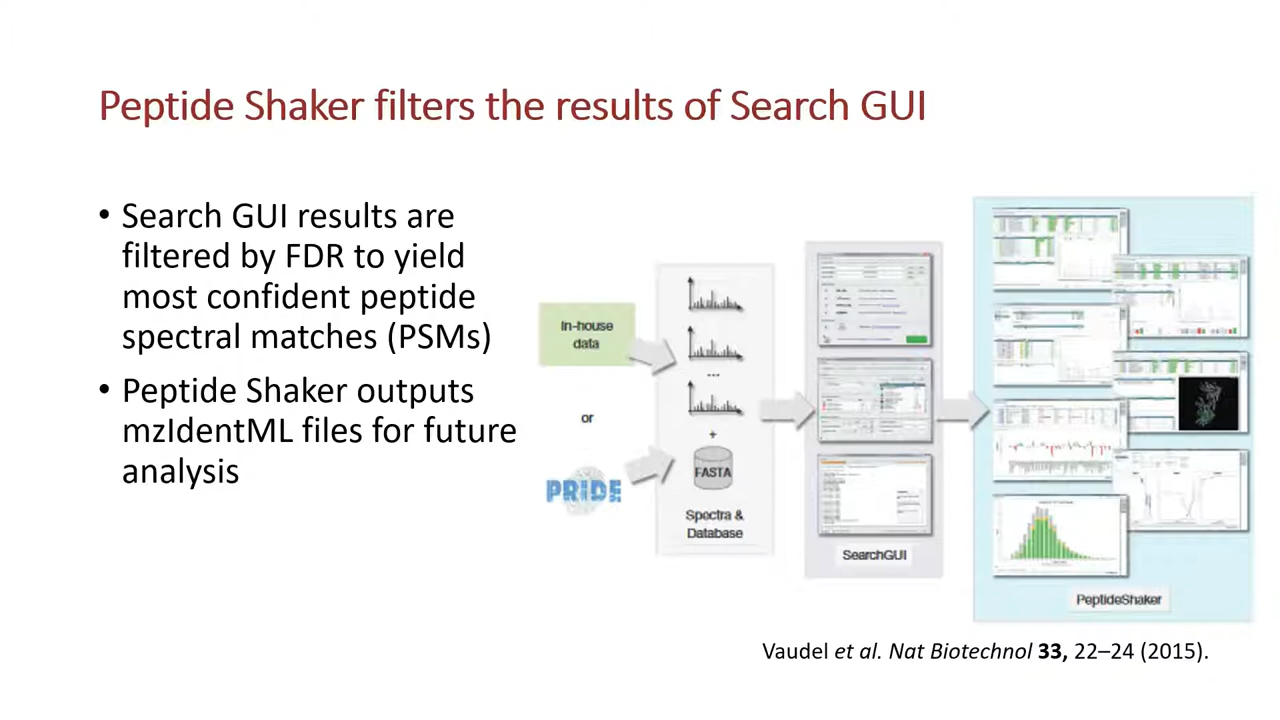 Peptide Shaker filters the results of Search GUI
• Search GUI results are
filtered by FDR to yield
most confident peptide
spectral matches (PSMs)
• Peptide Shaker outputs
mzIdentML files for future
analysis
In-house
data
or
PRIDE
...
+
FASTA
Spectra &
Database
SearchGUI
PeptideShaker
Vaudel et al. Nat Biotechnol 33, 22–24 (2015).